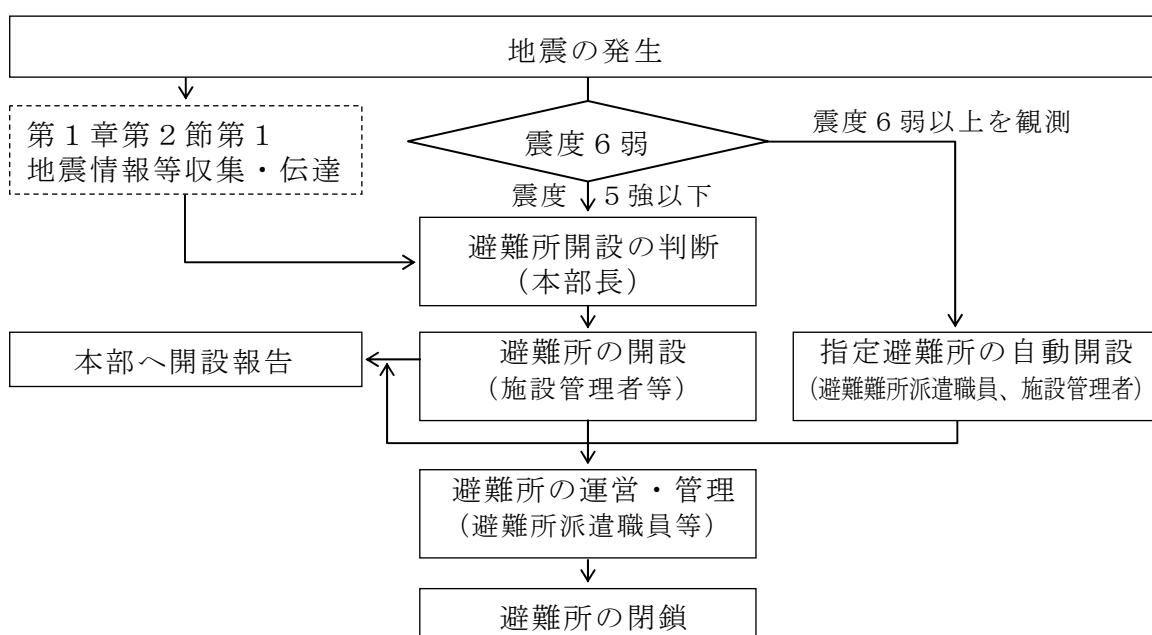 地震の発生
第１章第２節第１
地震情報等収集・伝達
震度６弱
震度６弱以上を観測
震度 ５強以下
避難所開設の判断
（本部長）
本部へ開設報告
避難所の開設
（施設管理者等）
指定避難所の自動開設
（避難難所派遣職員、施設管理者）
避難所の運営・管理
（避難所派遣職員等）
避難所の閉鎖